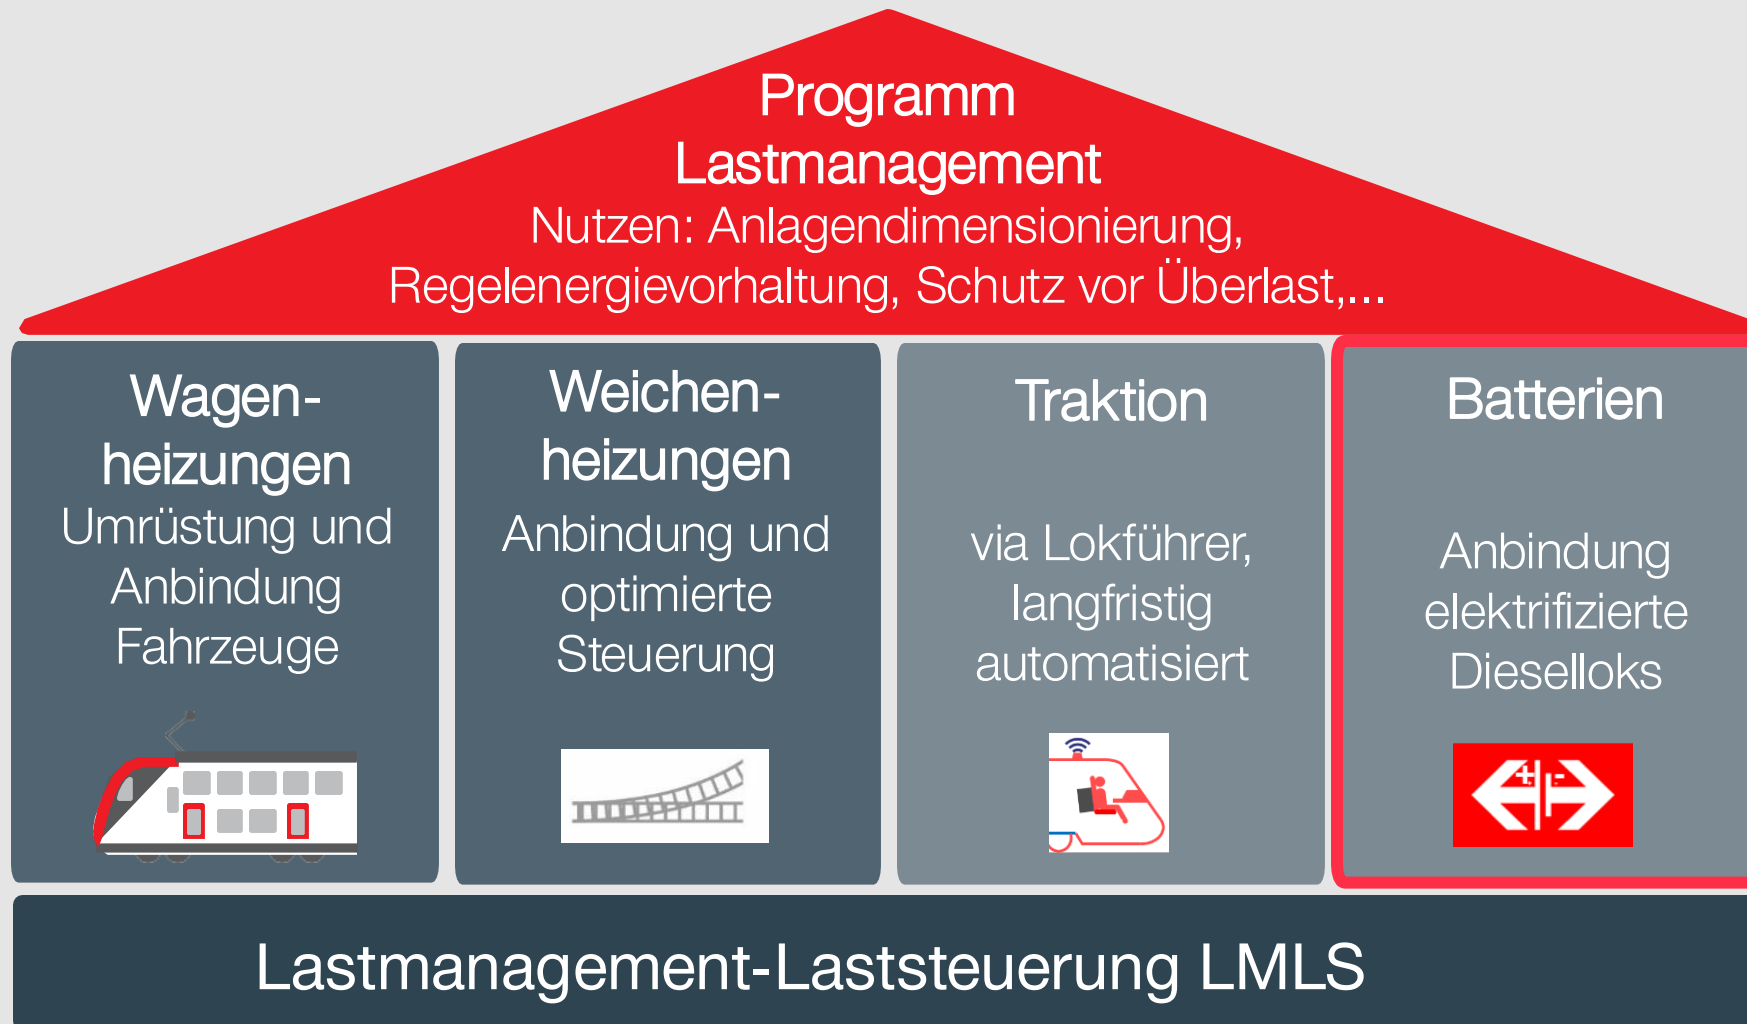 Programm
Lastmanagement
Nutzen: Anlagendimensionierung,
Regelenergievorhaltung, Schutz vor Überlast,...
Wagen-
heizungen
Umrüstung und
Anbindung
Fahrzeuge
Weichen-
heizungen
Anbindung und
optimierte
Steuerung
Traktion
via Lokführer,
langfristig
automatisiert
Batterien
Anbindung
elektrifizierte
Dieselloks
Lastmanagement-Laststeuerung LMLS